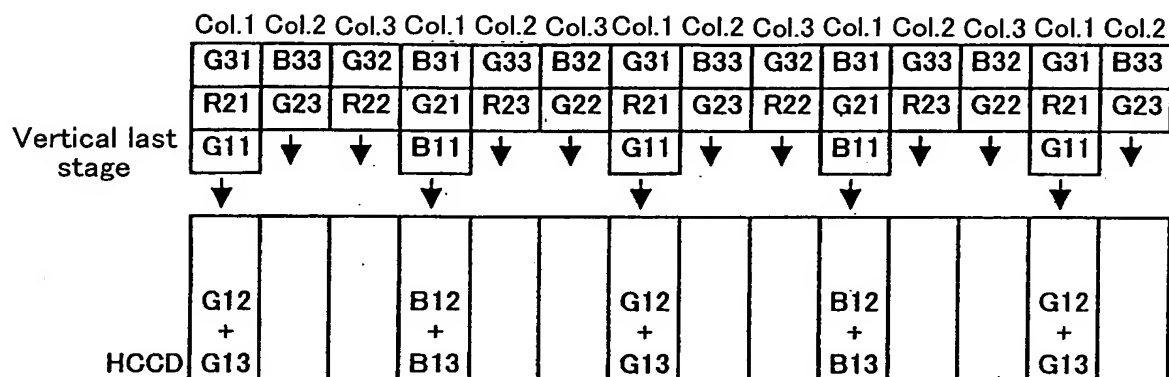 Col.1 Col.2 Col.3 Col.1 Col.2 Col.3 Col.1 Col.2 Col.3 Col.1 Col.2 Col.3 Col.1 Col.2
G31 B33 G32 B31 G33 B32 G31 B33 G32 B31 G33 B32 G31 B33
R21 G23 R22 G21 R23 G22 R21 G23 R22 G21 R23 G22 R21 G23
Vertical last
stage
G11 B11 G11 B11 G11
G12 B12 G12 B12 G12
+ + + + +
HCCD G13 B13 G13 B13 G13